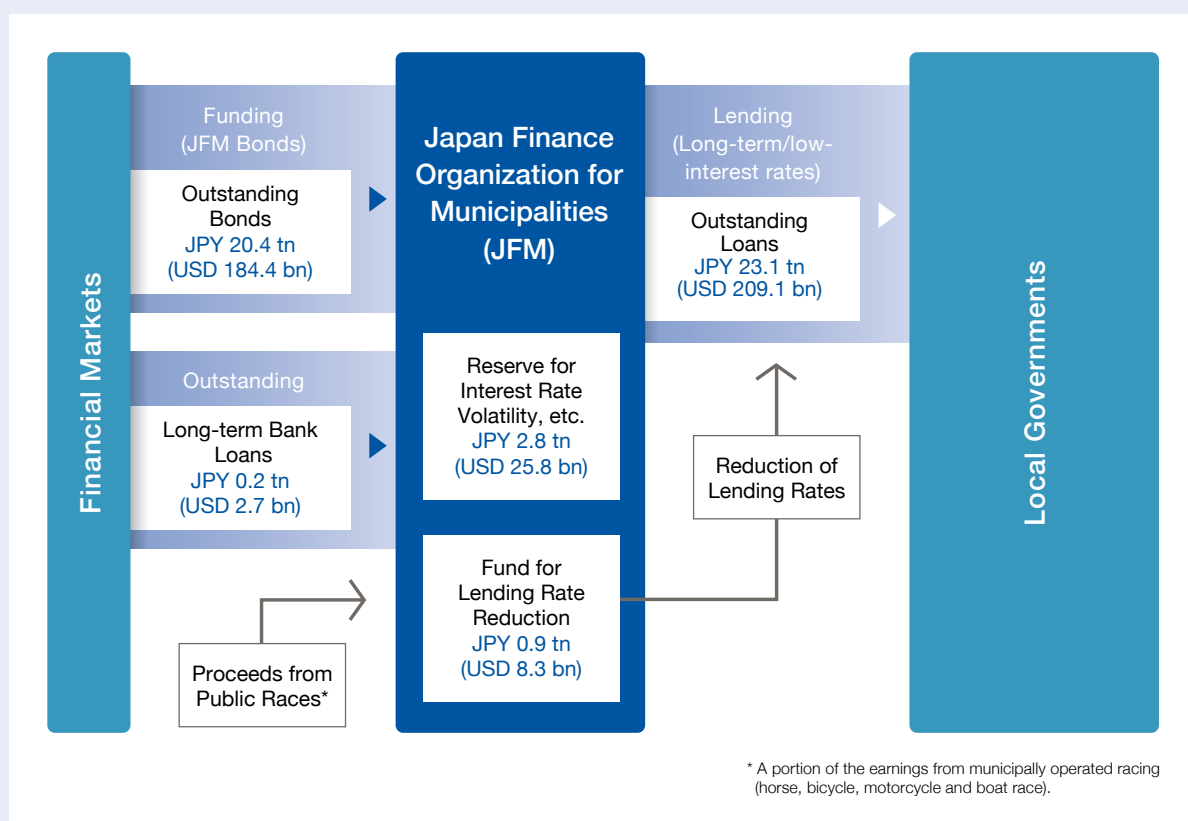 Financial Markets
Funding
(JFM Bonds)
Outstanding
Bonds
JPY 20.4 tn
(USD 184.4 bn)
Outstanding
Long-term Bank
Loans
JPY 0.2 tn
(USD 2.7 bn)
Proceeds from
Public Races*
Japan Finance
Organization for
Municipalities
(JFM)
Reserve for
Interest Rate
Volatility, etc.
JPY 2.8 tn
(USD 25.8 bn)
Fund for
Lending Rate
Reduction
JPY 0.9 tn
(USD 8.3 bn)
Lending
(Long-term/low-
interest rates)
Outstanding
Loans
JPY 23.1 tn
(USD 209.1 bn)
Reduction of
Lending Rates
Local Governments
* A portion of the earnings from municipally operated racing
(horse, bicycle, motorcycle and boat race).